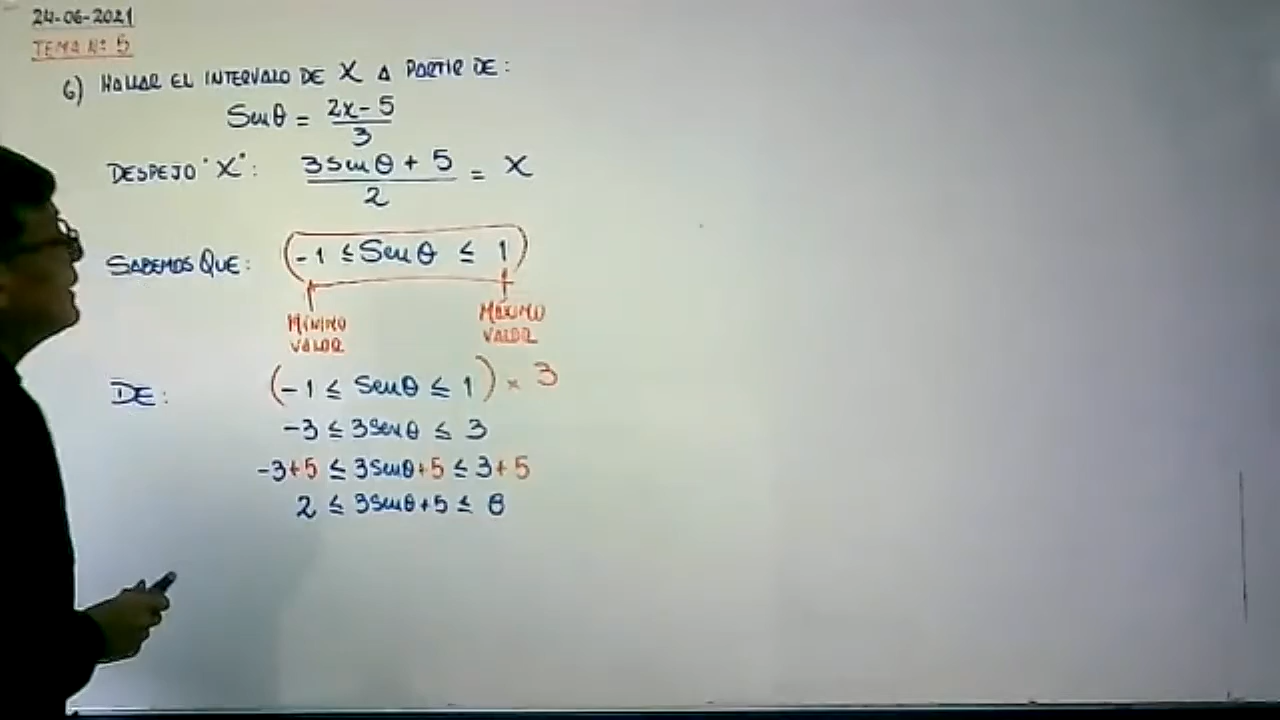 24-06-2021
TEMA Nº 5
6) HALLAR EL INTERVALO DE X A PARTIR DE:
Senθ = (2x - 5)/3
DESPEJO "X": (3senθ + 5)/2 = X
SABEMOS QUE: (-1 ≤ Senθ ≤ 1)
MÍNIMO VALOR
MÁXIMO VALOR
DE: (-1 ≤ Senθ ≤ 1) × 3
-3 ≤ 3Senθ ≤ 3
-3+5 ≤ 3Senθ+5 ≤ 3+5
2 ≤ 3Senθ+5 ≤ 8